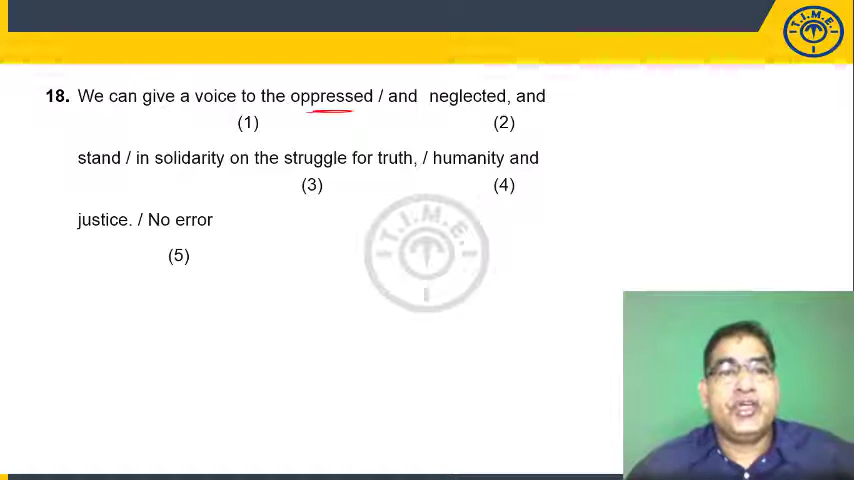 T.I.M.E.
18. We can give a voice to the oppressed / and neglected, and
(1) (2)
stand / in solidarity on the struggle for truth, / humanity and
(3) (4)
justice. / No error
(5)
T.I.M.E.